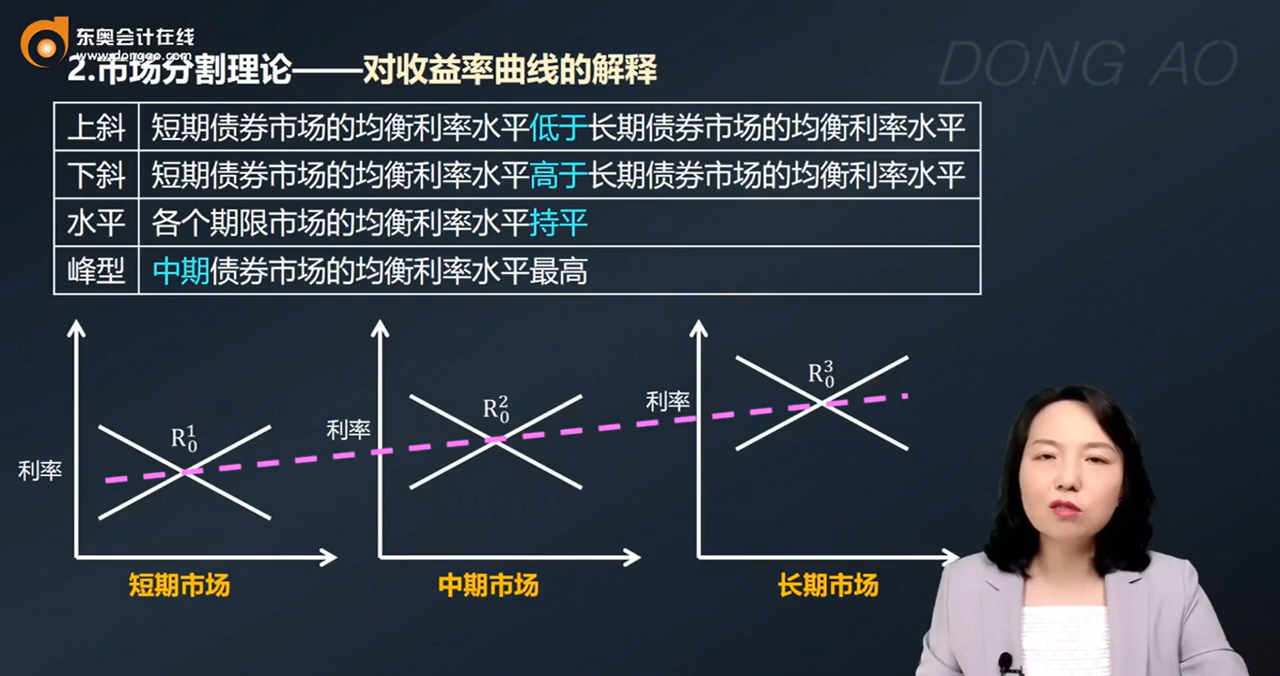 东奥会计在线
www.dongao.com
DONG AO
2.市场分割理论——对收益率曲线的解释
上斜 短期债券市场的均衡利率水平低于长期债券市场的均衡利率水平
下斜 短期债券市场的均衡利率水平高于长期债券市场的均衡利率水平
水平 各个期限市场的均衡利率水平持平
峰型 中期债券市场的均衡利率水平最高
利率
R₀¹
短期市场
利率
R₀²
中期市场
利率
R₀³
长期市场